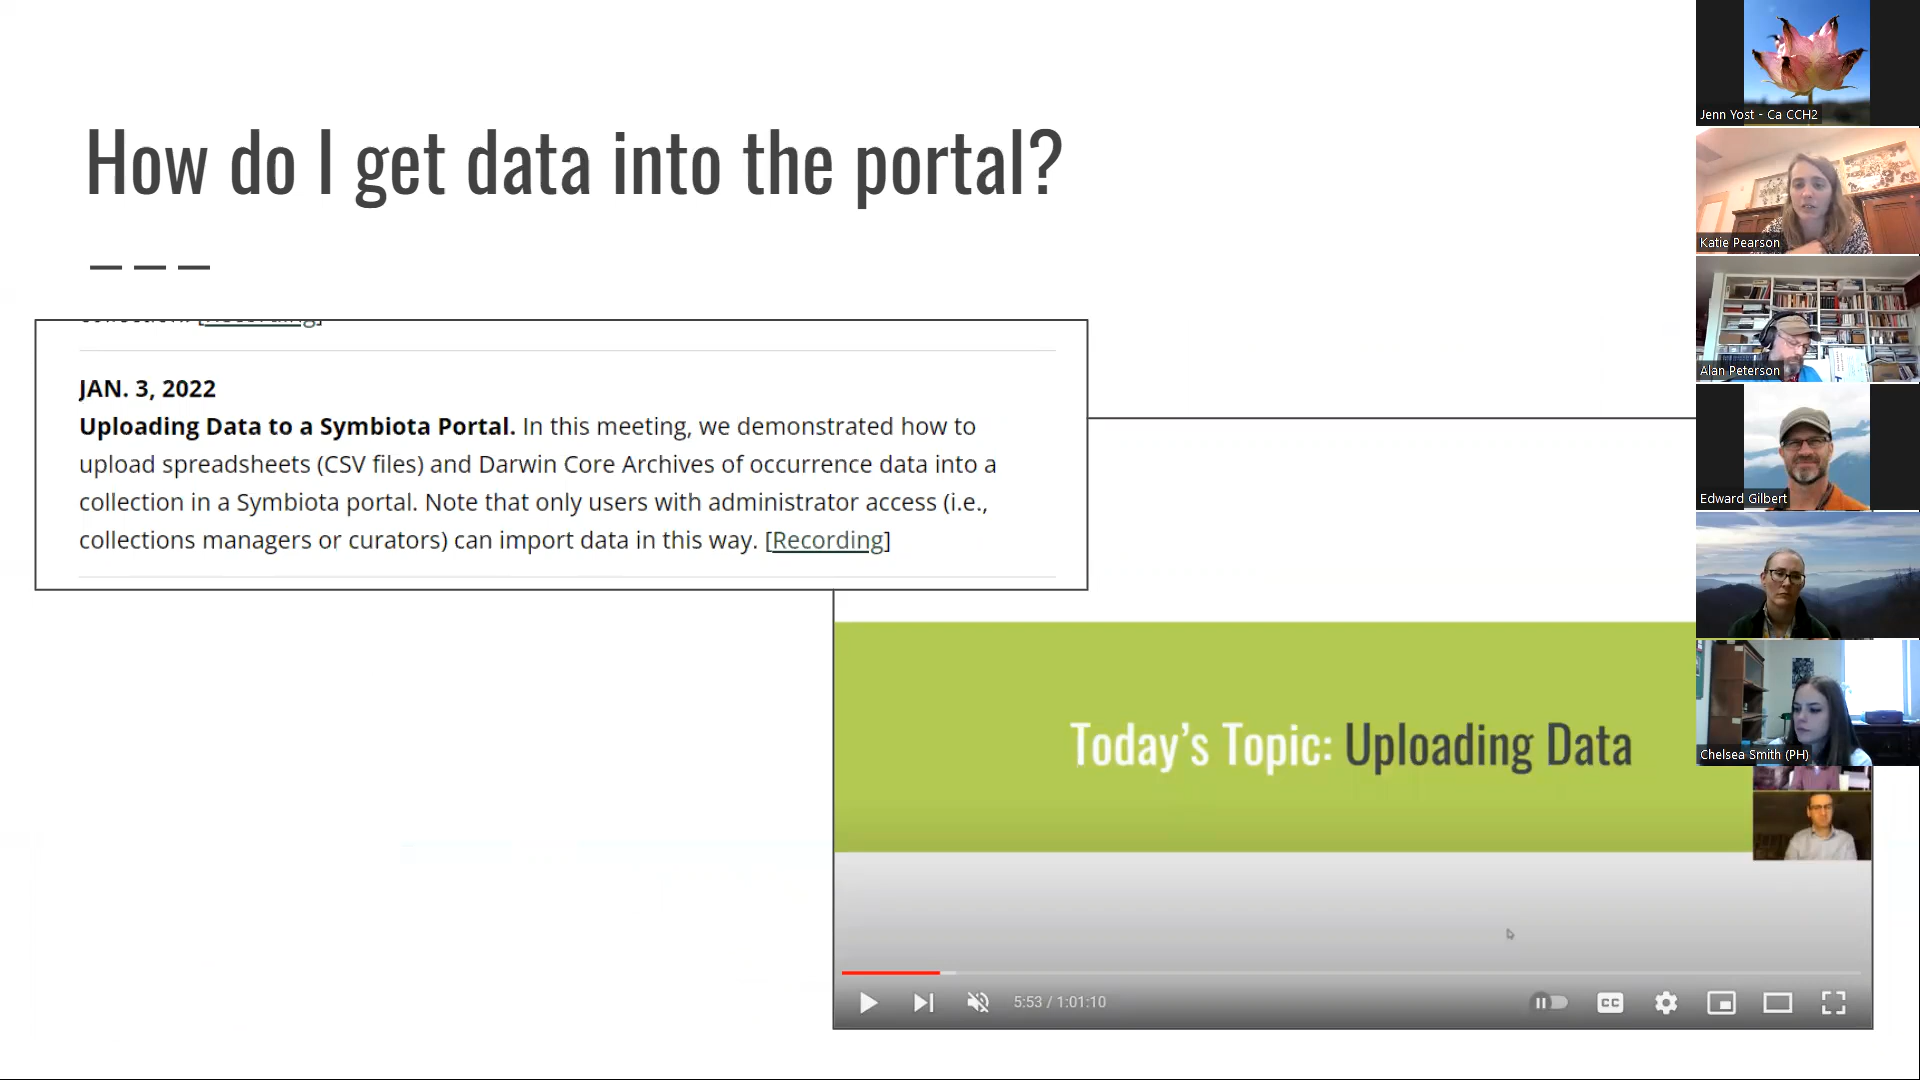 How do I get data into the portal?
JAN. 3, 2022
Uploading Data to a Symbiota Portal. In this meeting, we demonstrated how to
upload spreadsheets (CSV files) and Darwin Core Archives of occurrence data into a
collection in a Symbiota portal. Note that only users with administrator access (i.e.,
collections managers or curators) can import data in this way. [Recording]
Today’s Topic: Uploading Data
5:53 / 1:01:10
CC
Jenn Yost - Ca CCH2
Katie Pearson
Alan Peterson
Edward Gilbert
Chelsea Smith (PH)